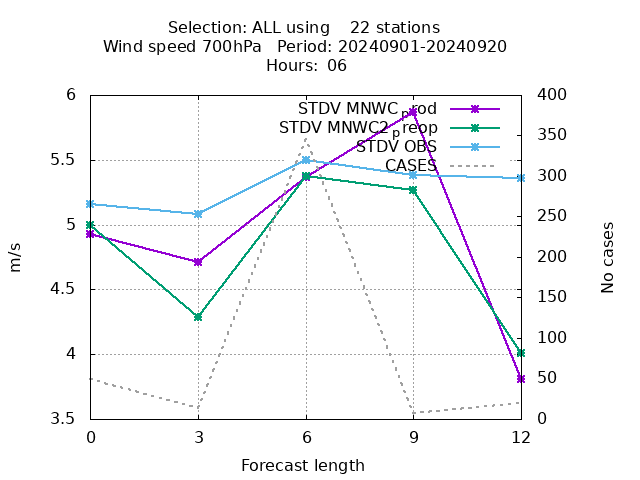 Selection: ALL using    22 stations
Wind speed 700hPa   Period: 20240901-20240920
Hours: 06
STDV MNWC_prod
STDV MNWC2_preop
STDV OBS
CASES
m/s
No cases
6
5.5
5
4.5
4
3.5
400
350
300
250
200
150
100
50
0
0 3 6 9 12
Forecast length